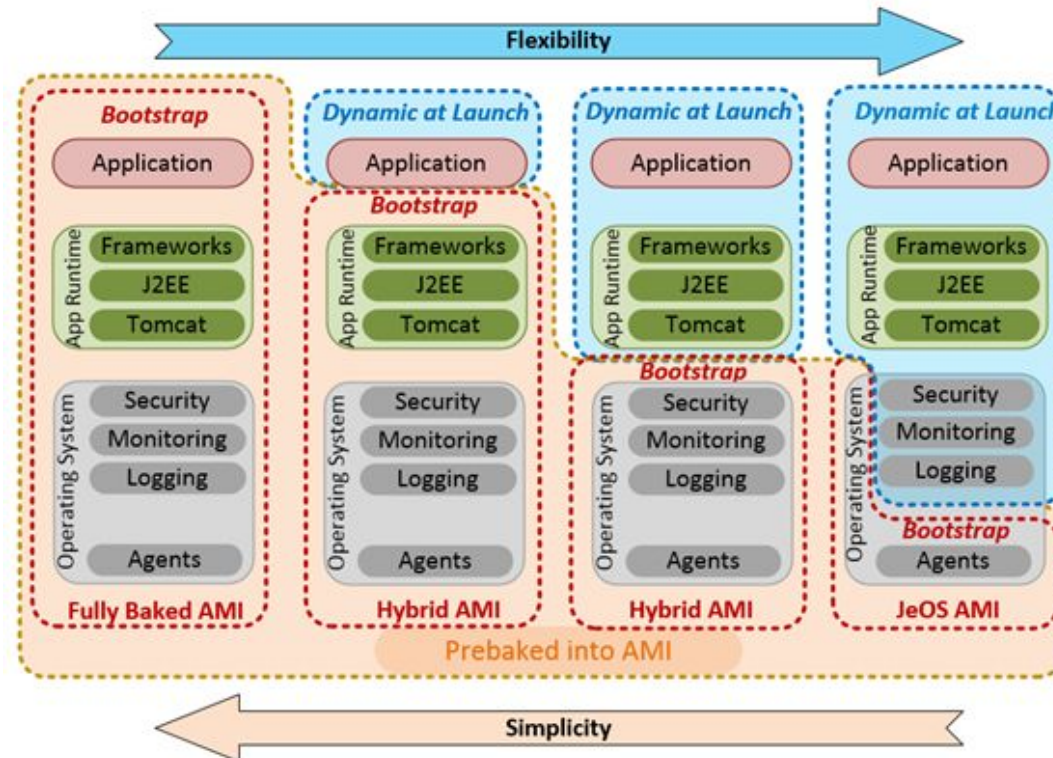 Flexibility
Bootstrap
Application
App Runtime
Frameworks
J2EE
Tomcat
Operating System
Security
Monitoring
Logging
Agents
Fully Baked AMI
Dynamic at Launch
Application
Bootstrap
App Runtime
Frameworks
J2EE
Tomcat
Operating System
Security
Monitoring
Logging
Agents
Hybrid AMI
Dynamic at Launch
Application
App Runtime
Frameworks
J2EE
Tomcat
Bootstrap
Operating System
Security
Monitoring
Logging
Agents
Hybrid AMI
Dynamic at Launch
Application
App Runtime
Frameworks
J2EE
Tomcat
Operating System
Security
Monitoring
Logging
Bootstrap
Agents
JeOS AMI
Prebaked into AMI
Simplicity